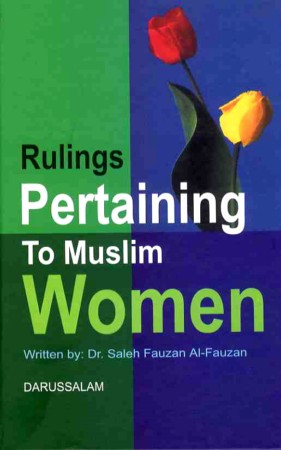 Rulings
Pertaining
To Muslim
Women
Written by: Dr. Saleh Fauzan Al-Fauzan
DARUSSALAM